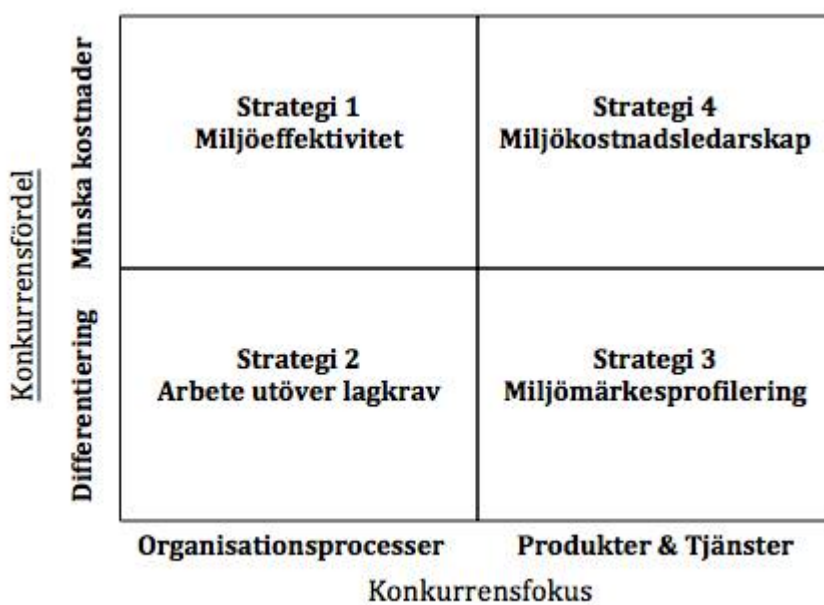 Konkurrensfördel
Minska kostnader
Strategi 1
Miljöeffektivitet
Strategi 4
Miljökostnadsledarskap
Differentiering
Strategi 2
Arbete utöver lagkrav
Strategi 3
Miljömärkesprofilering
Organisationsprocesser
Produkter & Tjänster
Konkurrensfokus